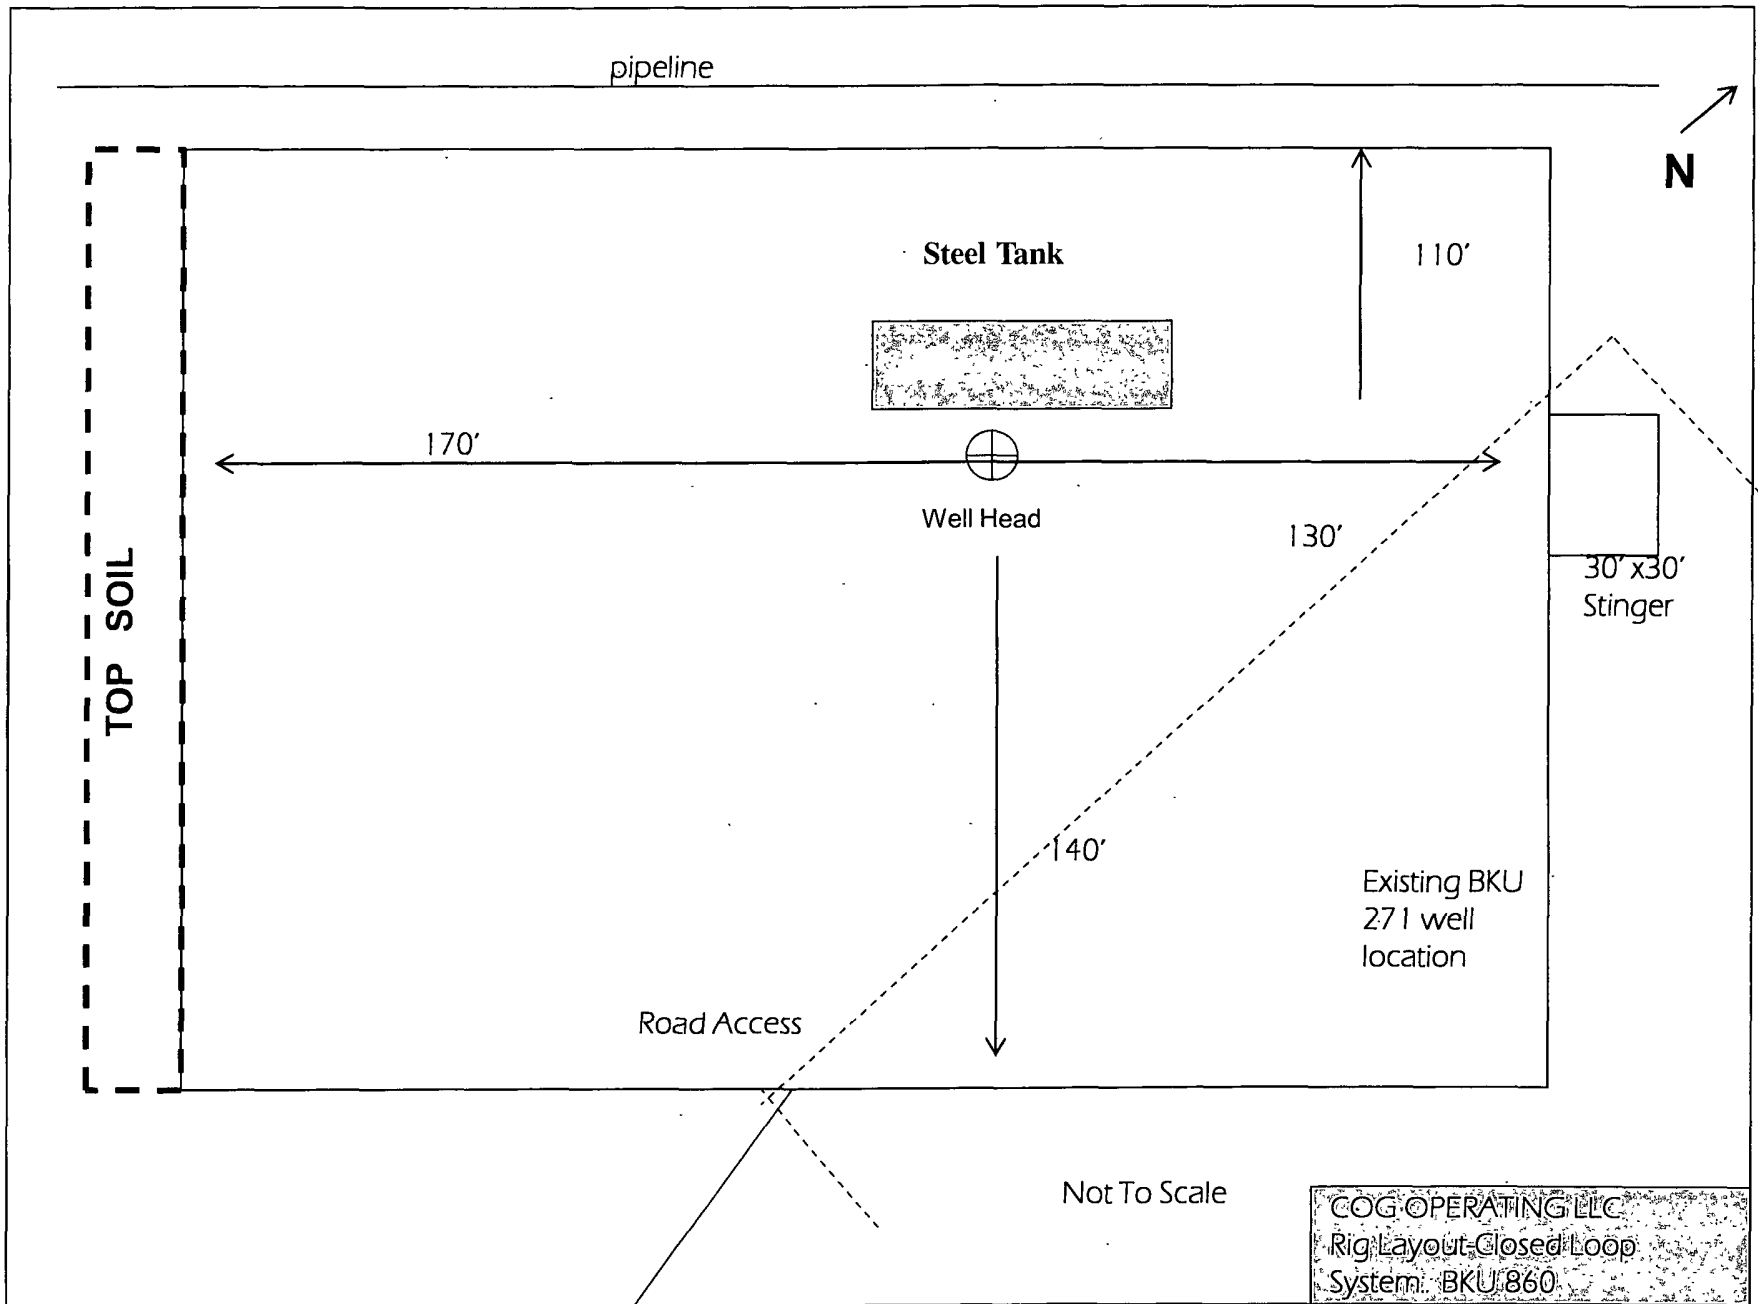 pipeline
N
Steel Tank
110'
170'
Well Head
130'
30' x30'
Stinger
TOP SOIL
140'
Existing BKU
271 well
location
Road Access
Not To Scale
COG OPERATING LLC
Rig Layout-Closed Loop
System. BKU 860